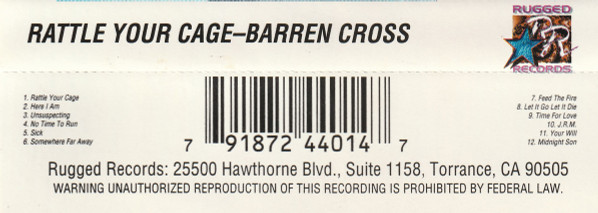 RATTLE YOUR CAGE–BARREN CROSS
RUGGED
RR
RECORDS
1. Rattle Your Cage
2. Here I Am
3. Unsuspecting
4. No Time To Run
5. Sick
6. Somewhere Far Away
7. Feed The Fire
8. Let It Go Let It Die
9. Time For Love
10. J.R.M.
11. Your Will
12. Midnight Son
7 91872 44014 7
Rugged Records: 25500 Hawthorne Blvd., Suite 1158, Torrance, CA 90505
WARNING UNAUTHORIZED REPRODUCTION OF THIS RECORDING IS PROHIBITED BY FEDERAL LAW.